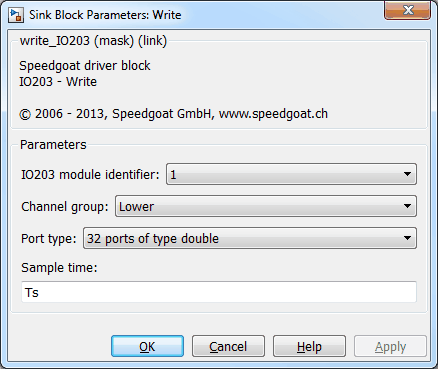 Sink Block Parameters: Write
write_IO203 (mask) (link)
Speedgoat driver block
IO203 - Write
© 2006 - 2013, Speedgoat GmbH, www.speedgoat.ch
Parameters
IO203 module identifier: 1
Channel group: Lower
Port type: 32 ports of type double
Sample time:
Ts
OK Cancel Help Apply